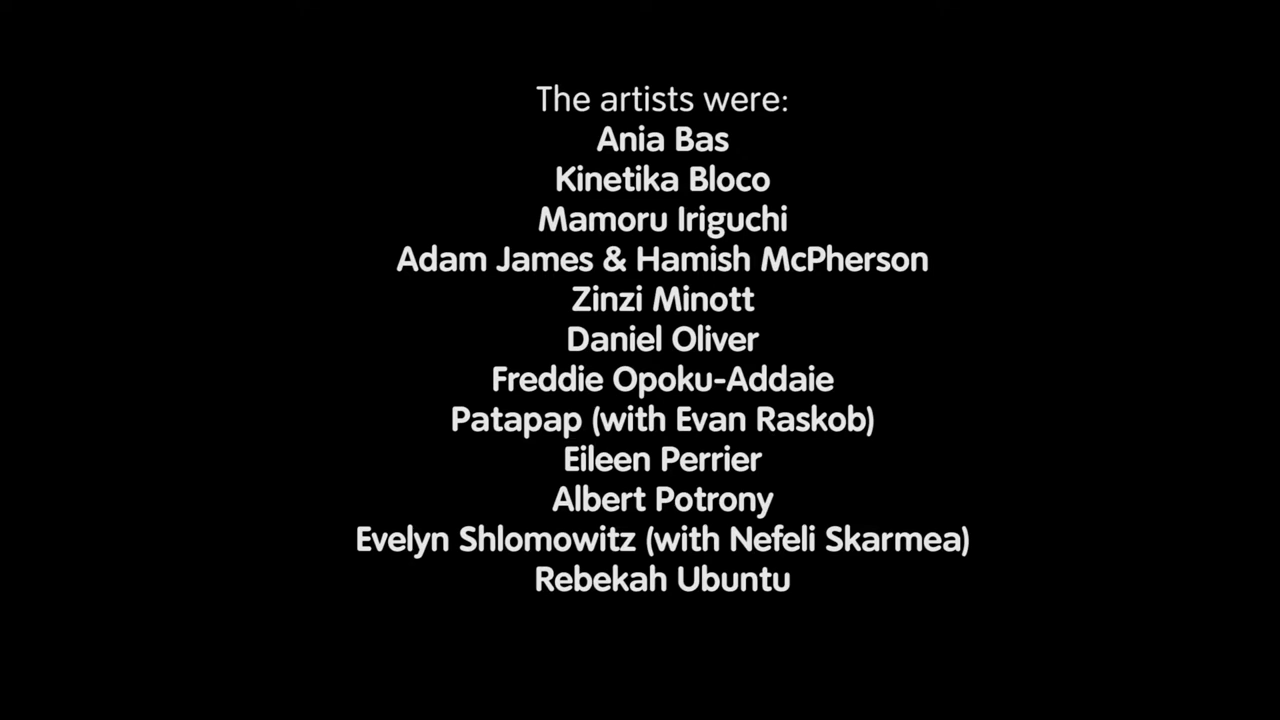 The artists were:
Ania Bas
Kinetika Bloco
Mamoru Iriguchi
Adam James & Hamish McPherson
Zinzi Minott
Daniel Oliver
Freddie Opoku-Addaie
Patapap (with Evan Raskob)
Eileen Perrier
Albert Potrony
Evelyn Shlomowitz (with Nefeli Skarmea)
Rebekah Ubuntu